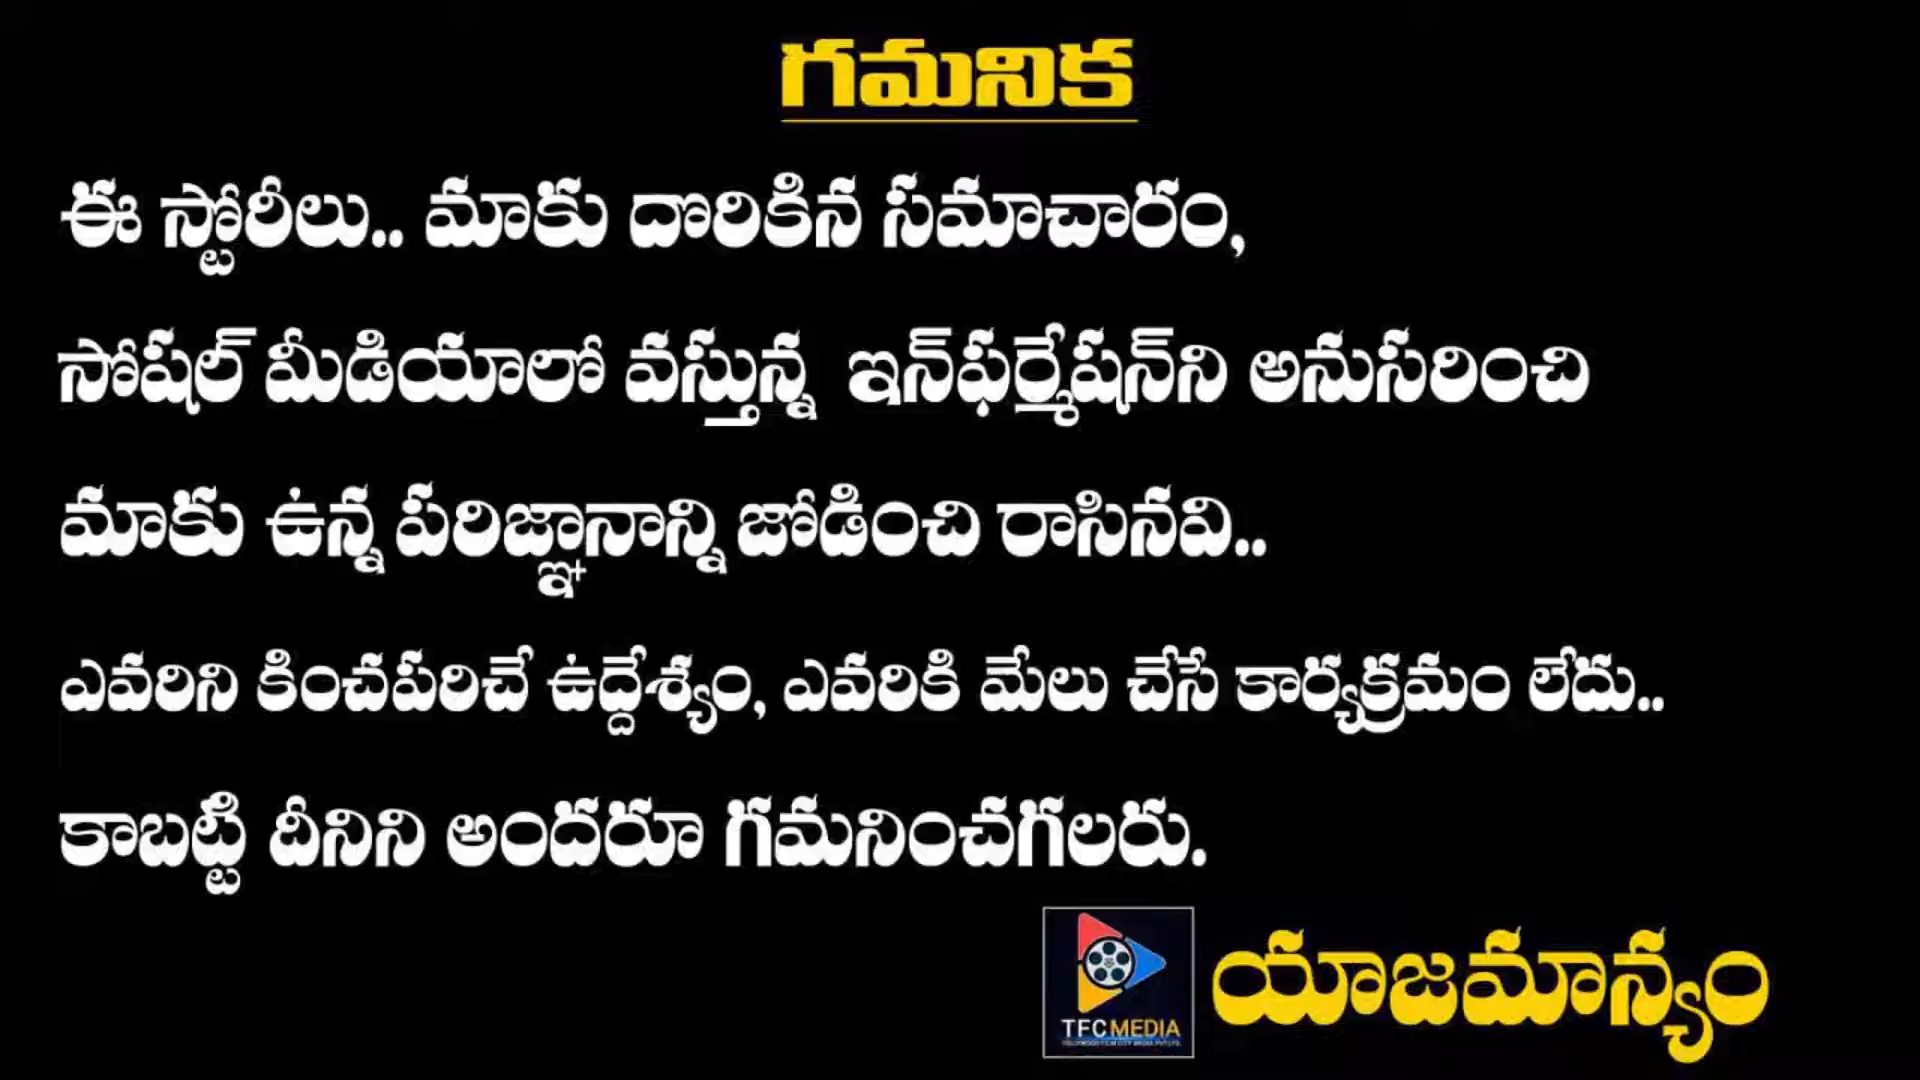 గమనిక
ఈ స్టోరీలు.. మాకు దొరికిన సమాచారం,
సోషల్ మీడియాలో వస్తున్న ఇన్‌ఫర్మేషన్‌ని అనుసరించి
మాకు ఉన్న పరిజ్ఞానాన్ని జోడించి రాసినవి..
ఎవరిని కించపరిచే ఉద్దేశ్యం, ఎవరికి మేలు చేసే కార్యక్రమం లేదు..
కాబట్టి దీనిని అందరూ గమనించగలరు.
యాజమాన్యం
TFC MEDIA